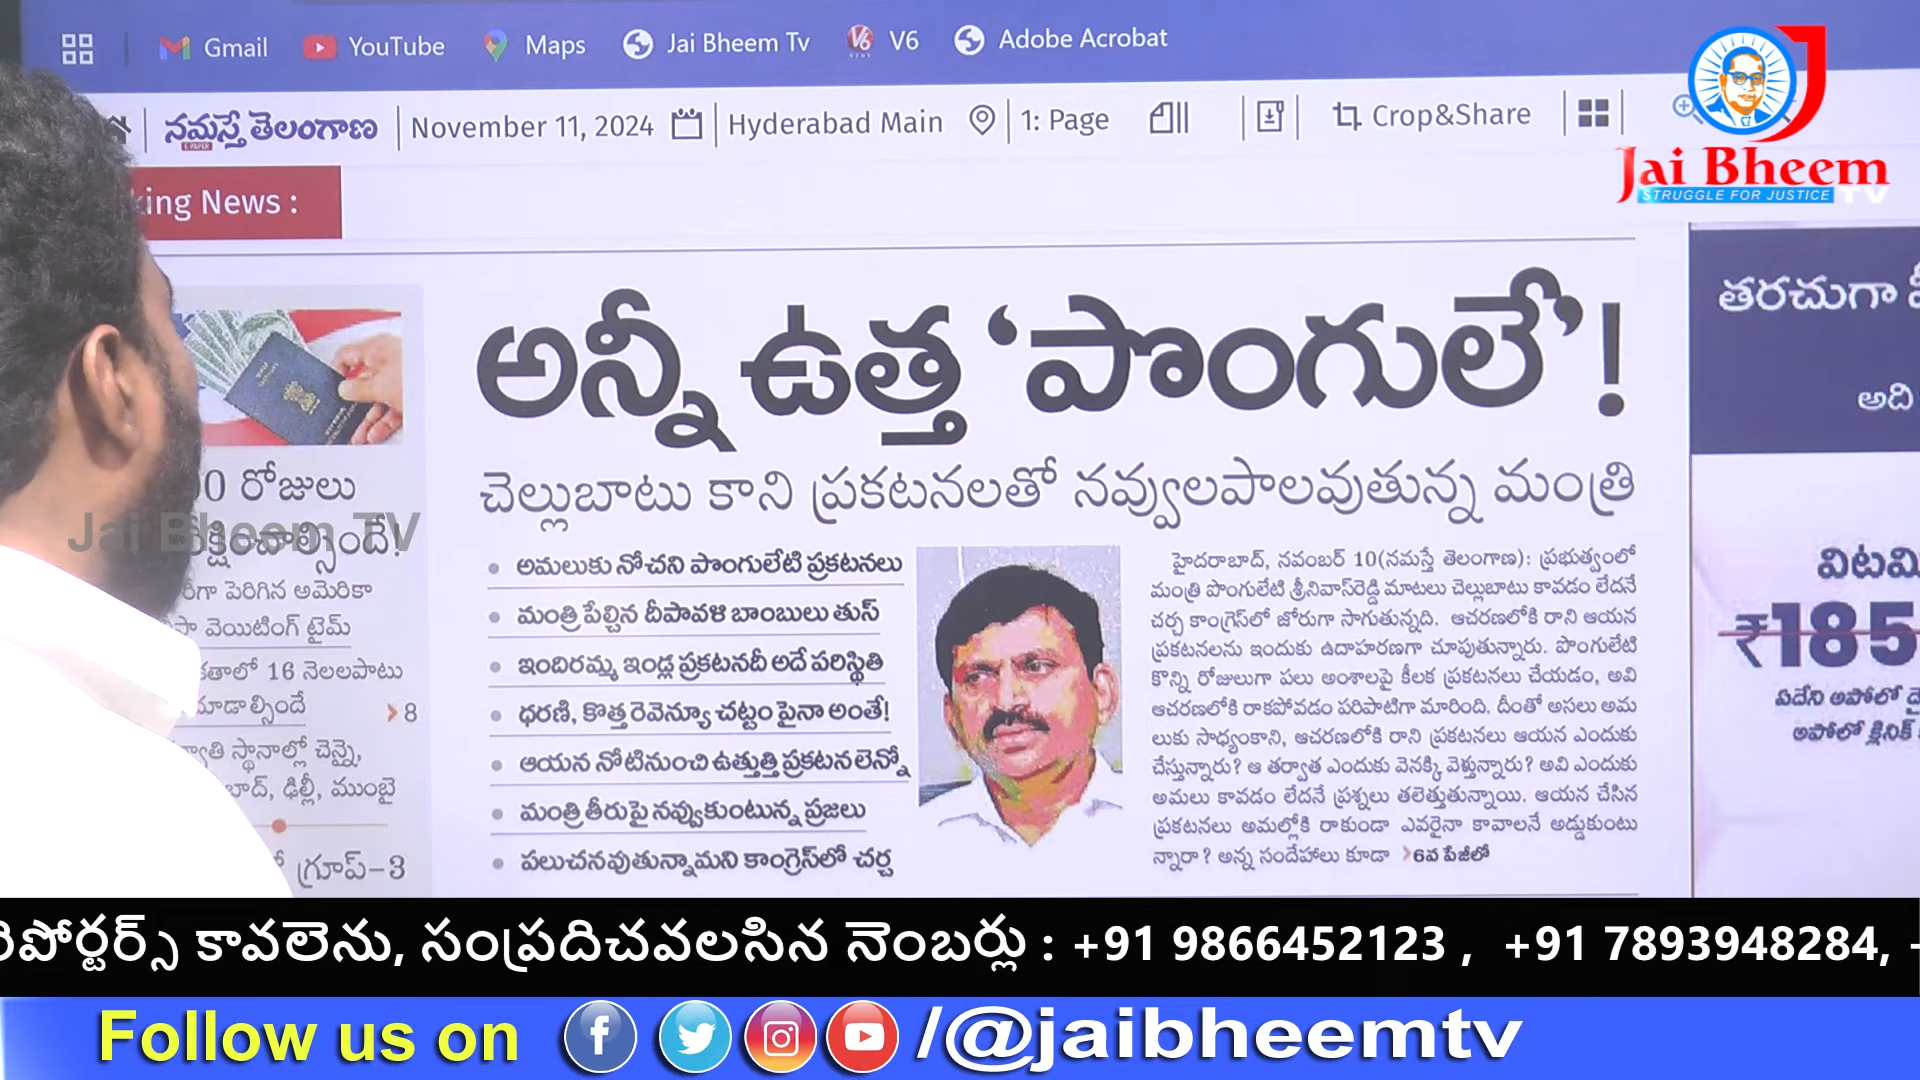 Gmail YouTube Maps Jai Bheem Tv V6 Adobe Acrobat
నమస్తే తెలంగాణ November 11, 2024 Hyderabad Main 1: Page Crop&Share
Jai Bheem
STRUGGLE FOR JUSTICE TV
News :
అన్నీ ఉత్త ‘పొంగులే’!
చెల్లుబాటు కాని ప్రకటనలతో నవ్వులపాలవుతున్న మంత్రి
• అమలుకు నోచని పొంగులేటి ప్రకటనలు
• మంత్రి పేల్చిన దీపావళి బాంబులు తుస్
• ఇందిరమ్మ ఇండ్ల ప్రకటనదీ అదే పరిస్థితి
• ధరణి, కొత్త రెవెన్యూ చట్టంపైనా అంతే!
• ఆయన నోటినుంచి ఉత్తుత్తి ప్రకటనలెన్నో
• మంత్రి తీరుపై నవ్వుకుంటున్న ప్రజలు
• పలుచనవుతున్నామని కాంగ్రెస్‌లో చర్చ
హైదరాబాద్, నవంబర్ 10(నమస్తే తెలంగాణ): ప్రభుత్వంలో
మంత్రి పొంగులేటి శ్రీనివాస్‌రెడ్డి మాటలు చెల్లుబాటు కావడం లేదనే
చర్చ కాంగ్రెస్‌లో జోరుగా సాగుతున్నది. ఆచరణలోకి రాని ఆయన
ప్రకటనలను ఇందుకు ఉదాహరణగా చూపుతున్నారు. పొంగులేటి
కొన్ని రోజులుగా పలు అంశాలపై కీలక ప్రకటనలు చేయడం, అవి
ఆచరణలోకి రాకపోవడం పరిపాటిగా మారింది. దీంతో అసలు అమ
లుకు సాధ్యంకాని, ఆచరణలోకి రాని ప్రకటనలు ఆయన ఎందుకు
చేస్తున్నారు? ఆ తర్వాత ఎందుకు వెనక్కి వెళ్తున్నారు? అవి ఎందుకు
అమలు కావడం లేదనే ప్రశ్నలు తలెత్తుతున్నాయి. ఆయన చేసిన
ప్రకటనలు అమల్లోకి రాకుండా ఎవరైనా కావాలనే అడ్డుకుంటు
న్నారా? అన్న సందేహాలు కూడా >6వ పేజీలో
రోజులు
Jai Bheem TV
పెరిగిన అమెరికా
వెయిటింగ్ టైమ్
16 నెలలపాటు
>8
స్థానాల్లో చెన్నై,
ఢిల్లీ, ముంబై
గ్రూప్-3
తరచుగా
అది
₹185
ఏదేని అపోలో
అపోలో క్లినిక్
కావలెను, సంప్రదించవలసిన నెంబర్లు : +91 9866452123 , +91 7893948284,
Follow us on /@jaibheemtv